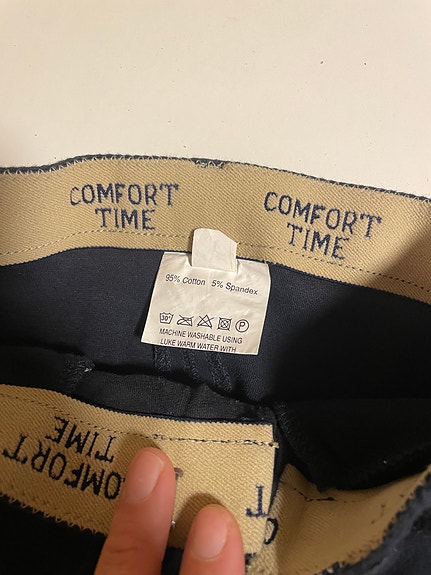 COMFORT
TIME
COMFORT
TIME
95% Cotton 5% Spandex
30°
P
MACHINE WASHABLE USING
LUKE WARM WATER WITH
COMFORT
TIME